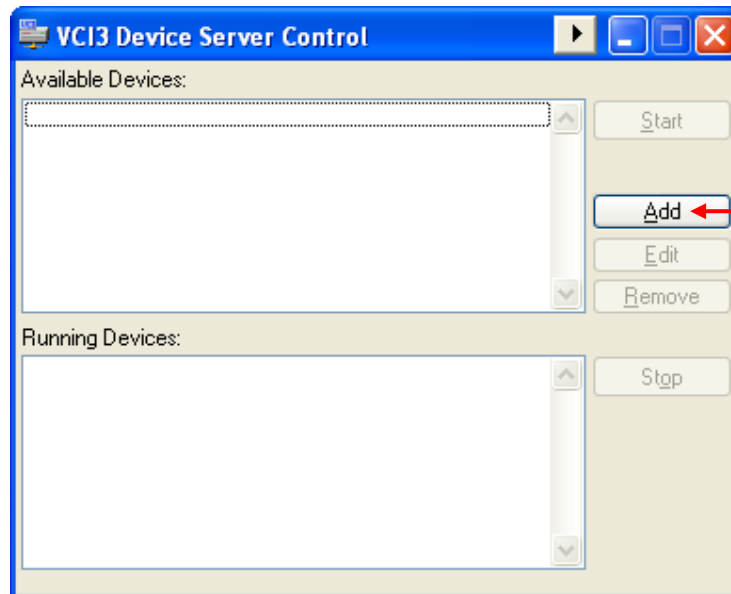 VCI3 Device Server Control
Available Devices:
Start
Add
Edit
Remove
Running Devices:
Stop